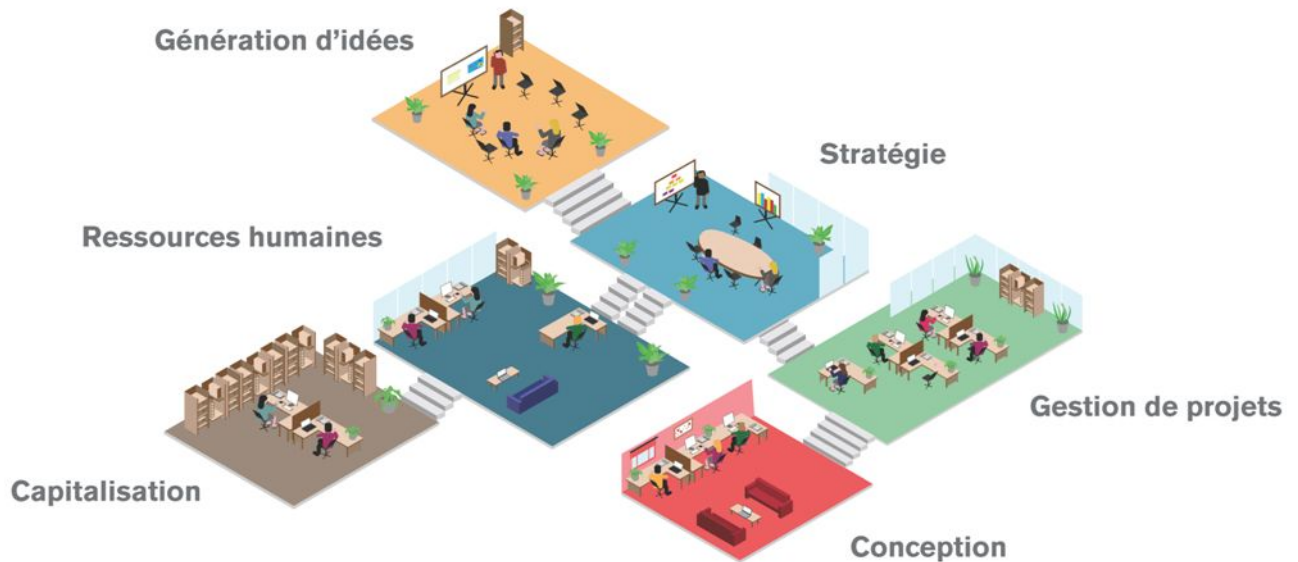 Génération d’idées
Stratégie
Ressources humaines
Gestion de projets
Capitalisation
Conception